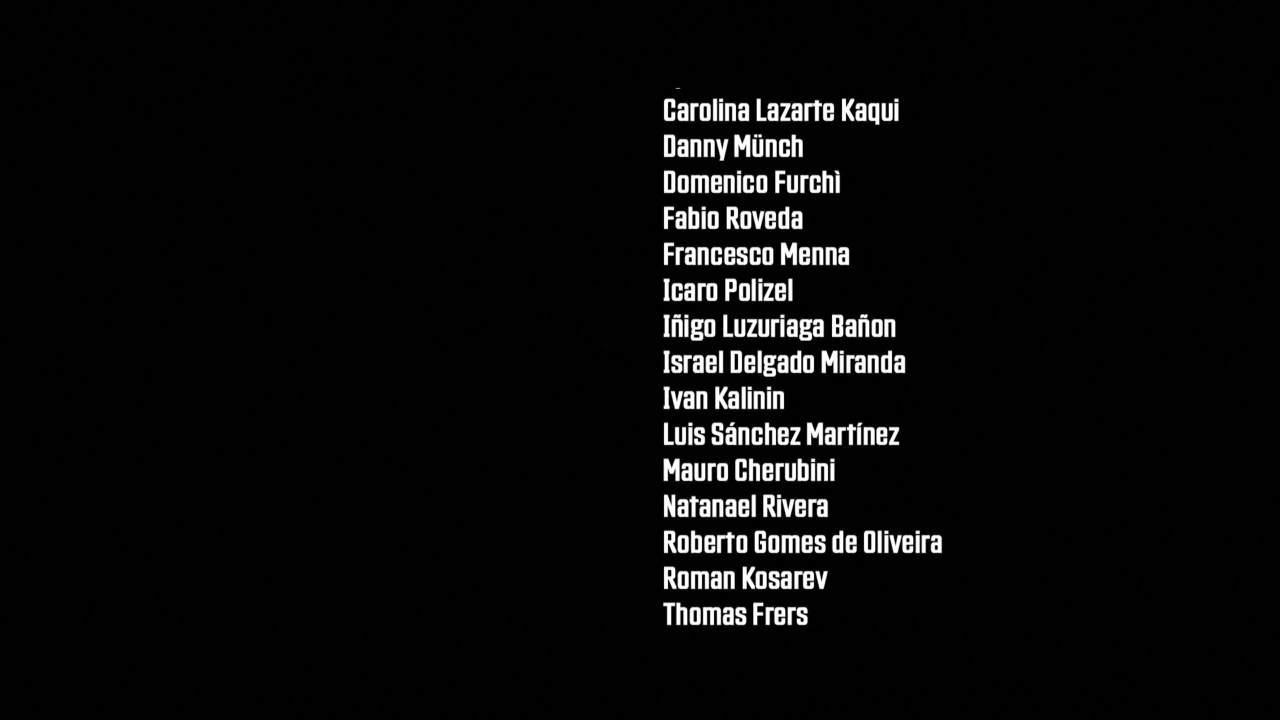 Carolina Lazarte Kaqui
Danny Münch
Domenico Furchì
Fabio Roveda
Francesco Menna
Icaro Polizel
Iñigo Luzuriaga Bañon
Israel Delgado Miranda
Ivan Kalinin
Luis Sánchez Martínez
Mauro Cherubini
Natanael Rivera
Roberto Gomes de Oliveira
Roman Kosarev
Thomas Frers